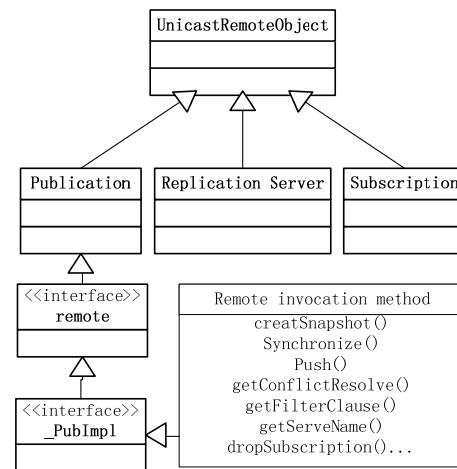 UnicastRemoteObject
Publication
Replication Server
Subscription
<<interface>>
remote
<<interface>>
_PubImpl
Remote invocation method
creatSnapshot()
Synchronize()
Push()
getConflictResolve()
getFilterClause()
getServeName()
dropSubscription()...